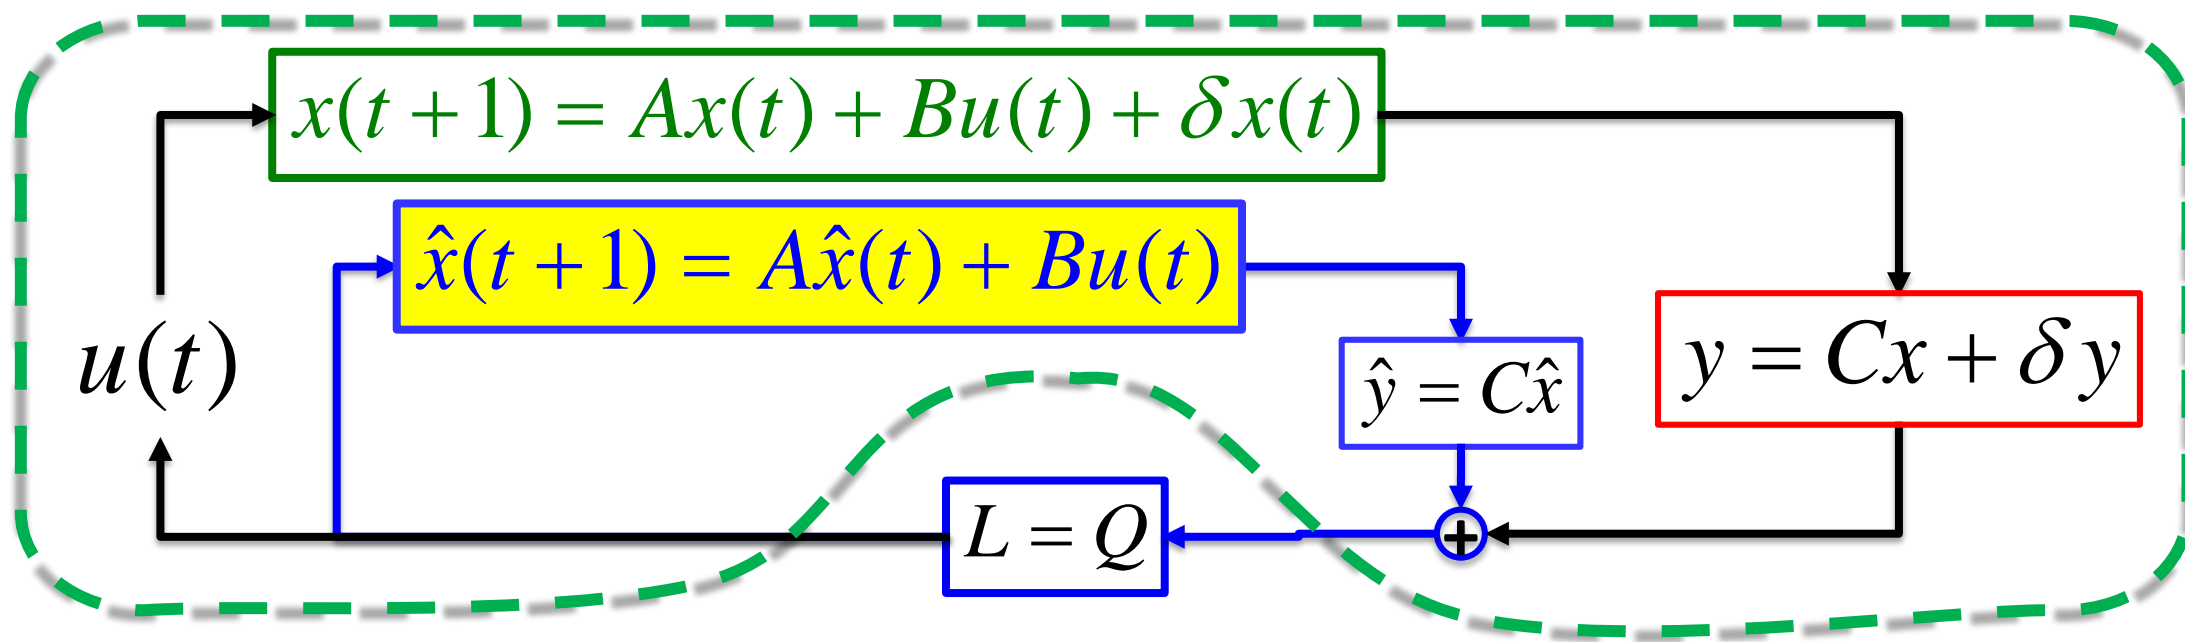 x(t + 1) = Ax(t) + Bu(t) + δx(t)
x̂(t + 1) = Ax̂(t) + Bu(t)
u(t)
ŷ = Cx̂
y = Cx + δy
L = Q
+